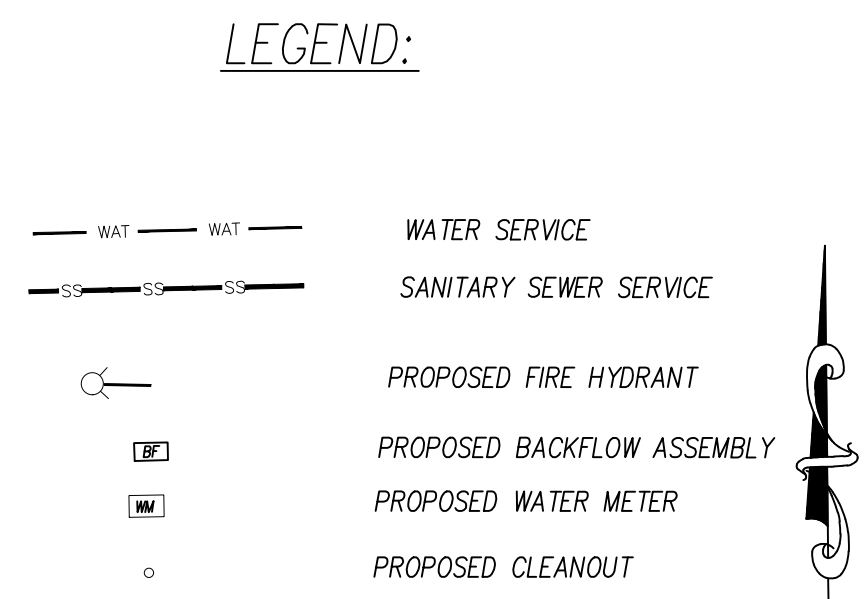 LEGEND:
WAT WAT WATER SERVICE
SS SS SS SANITARY SEWER SERVICE
PROPOSED FIRE HYDRANT
BF PROPOSED BACKFLOW ASSEMBLY
WM PROPOSED WATER METER
PROPOSED CLEANOUT